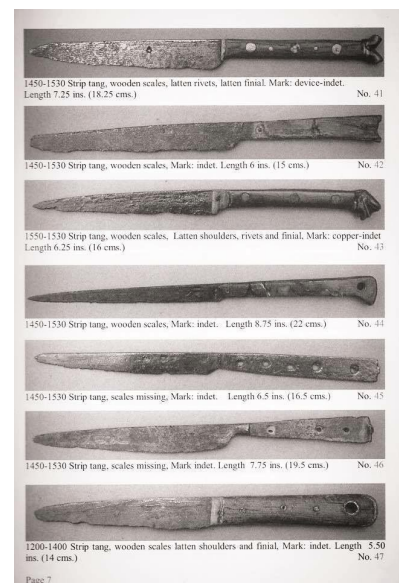 1450-1530 Strip tang, wooden scales, latten rivets, latten finial. Mark: device-indet.
Length 7.25 ins. (18.25 cms.) No. 41
1450-1530 Strip tang, wooden scales, Mark: indet. Length 6 ins. (15 cms.) No. 42
1550-1530 Strip tang, wooden scales, Latten shoulders, rivets and finial, Mark: copper-indet
Length 6.25 ins. (16 cms.) No. 43
1450-1530 Strip tang, wooden scales, Mark: indet. Length 8.75 ins. (22 cms.) No. 44
1450-1530 Strip tang, scales missing, Mark: indet. Length 6.5 ins. (16.5 cms.) No. 45
1450-1530 Strip tang, scales missing, Mark indet. Length 7.75 ins. (19.5 cms.) No. 46
1200-1400 Strip tang, wooden scales latten shoulders and finial, Mark: indet. Length 5.50
ins. (14 cms.) No. 47
Page 7